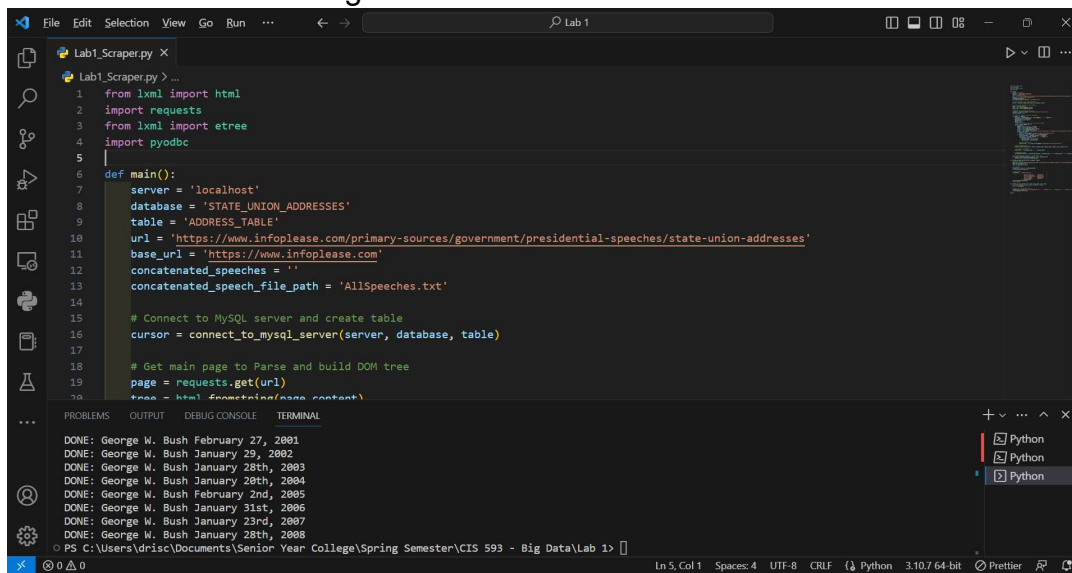 File Edit Selection View Go Run ··· Lab 1
Lab1_Scraper.py
Lab1_Scraper.py > ...
1 from lxml import html
2 import requests
3 from lxml import etree
4 import pyodbc
5
6 def main():
7 server = 'localhost'
8 database = 'STATE_UNION_ADDRESSES'
9 table = 'ADDRESS_TABLE'
10 url = 'https://www.infoplease.com/primary-sources/government/presidential-speeches/state-union-addresses'
11 base_url = 'https://www.infoplease.com'
12 concatenated_speeches = ''
13 concatenated_speech_file_path = 'AllSpeeches.txt'
14
15 # Connect to MySQL server and create table
16 cursor = connect_to_mysql_server(server, database, table)
17
18 # Get main page to Parse and build DOM tree
19 page = requests.get(url)
20 tree = html.fromstring(page.content)
PROBLEMS OUTPUT DEBUG CONSOLE TERMINAL
DONE: George W. Bush February 27, 2001
DONE: George W. Bush January 29, 2002
DONE: George W. Bush January 28th, 2003
DONE: George W. Bush January 20th, 2004
DONE: George W. Bush February 2nd, 2005
DONE: George W. Bush January 31st, 2006
DONE: George W. Bush January 23rd, 2007
DONE: George W. Bush January 28th, 2008
PS C:\Users\drisc\Documents\Senior Year College\Spring Semester\CIS 593 - Big Data\Lab 1>
Python
Python
Python
0 0 Ln 5, Col 1 Spaces: 4 UTF-8 CRLF Python 3.10.7 64-bit Prettier